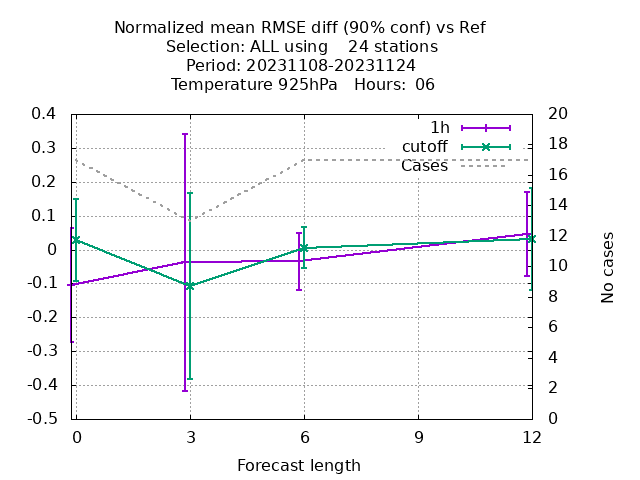 Normalized mean RMSE diff (90% conf) vs Ref
Selection: ALL using    24 stations
Period: 20231108-20231124
Temperature 925hPa   Hours:  06
0.4
0.3
0.2
0.1
0
-0.1
-0.2
-0.3
-0.4
-0.5
1h
cutoff
Cases
20
18
16
14
12
10
8
6
4
2
0
No cases
0 3 6 9 12
Forecast length